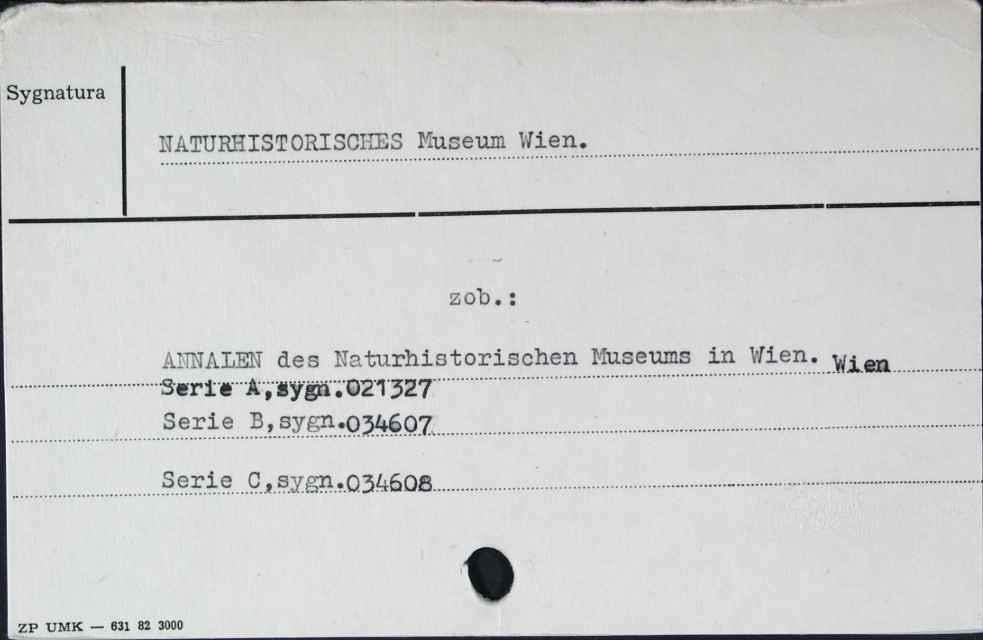 Sygnatura
NATURHISTORISCHES Museum Wien.
zob.:
ANNALEN des Naturhistorischen Museums in Wien. Wien
Serie A,sygn.021327
Serie B,sygn.034607
Serie C,sygn.034608
ZP UMK — 631 82 3000